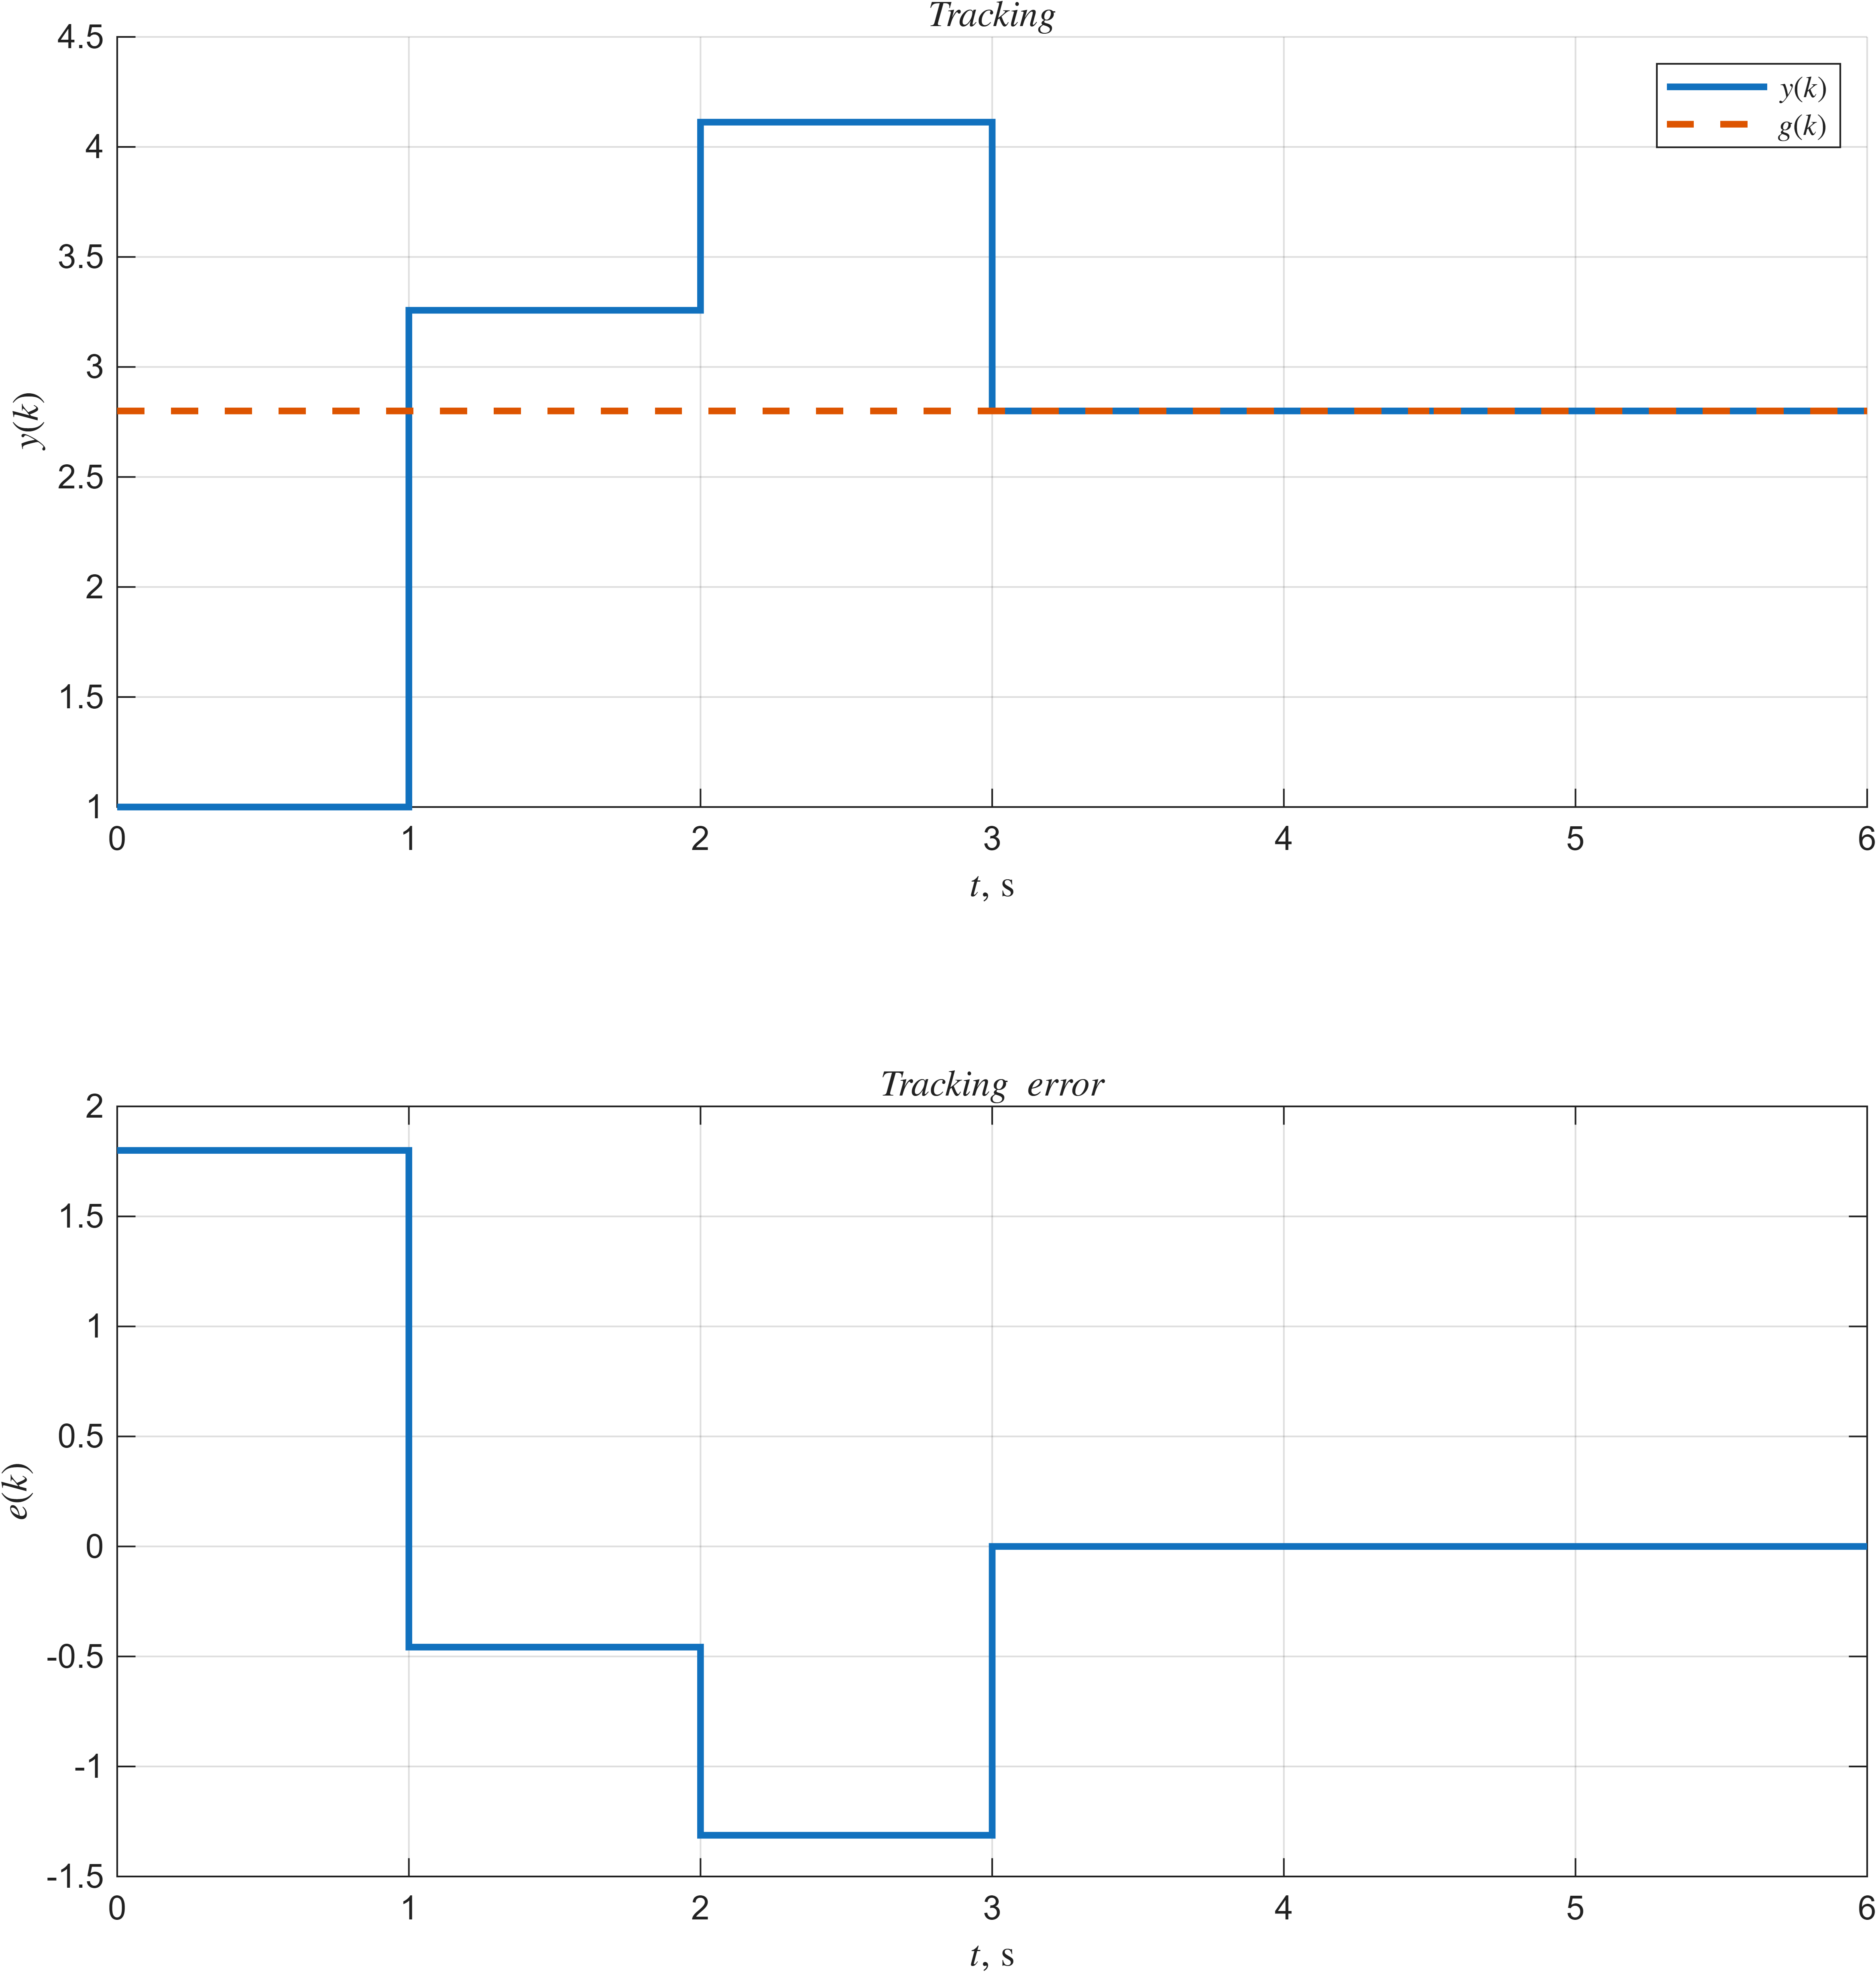 Tracking
4.5
4
3.5
3
2.5
2
1.5
1
y(k)
y(k)
g(k)
0 1 2 3 4 5 6
t, s
Tracking error
2
1.5
1
0.5
0
-0.5
-1
-1.5
e(k)
0 1 2 3 4 5 6
t, s